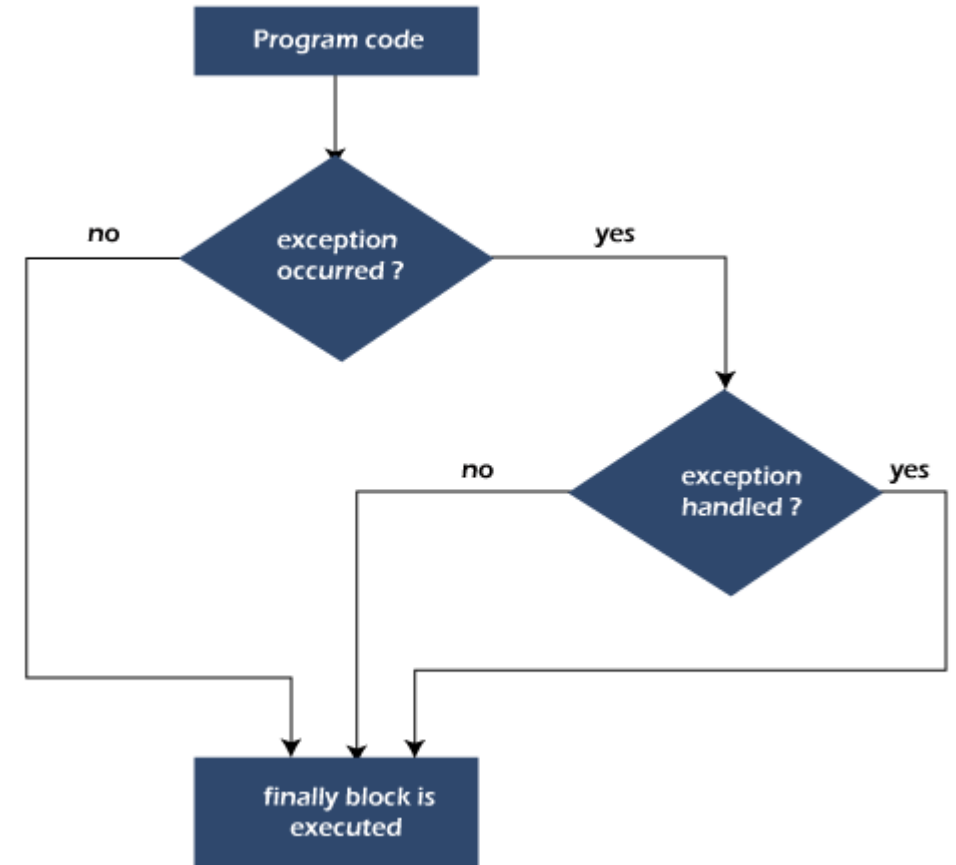 Program code
no
yes
exception
occurred ?
no
yes
exception
handled ?
finally block is
executed